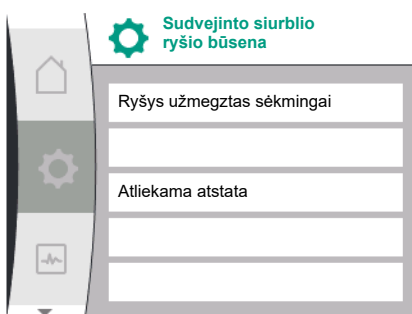 Sudvejinto siurblio
ryšio būsena
Ryšys užmegztas sėkmingai
Atliekama atstata